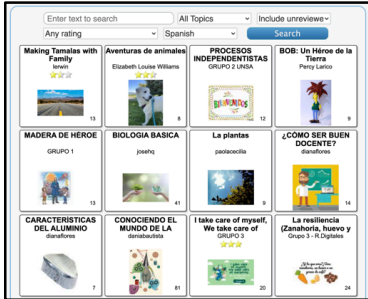 Enter text to search
All Topics
Include unreviewe
Any rating
Spanish
Search
Making Tamalas with
Family
lerwin
13
Aventuras de animales
Elizabeth Louise Williams
8
PROCESOS
INDEPENDENTISTAS
GRUPO 2 UNSA
BIENVENIDOS
12
BOB: Un Héroe de la
Tierra
Percy Larico
9
MADERA DE HÉROE
GRUPO 1
13
BIOLOGIA BASICA
josehq
41
La plantas
paolacecilia
9
¿CÓMO SER BUEN
DOCENTE?
dianaflores
14
CARACTERÍSTICAS
DEL ALUMINIO
dianaflores
7
CONOCIENDO EL
MUNDO DE LA
daniabautista
81
I take care of myself,
We take care of
GRUPO 3
20
La resiliencia
(Zanahoria, huevo y
Grupo 3 - R.Digitales
24